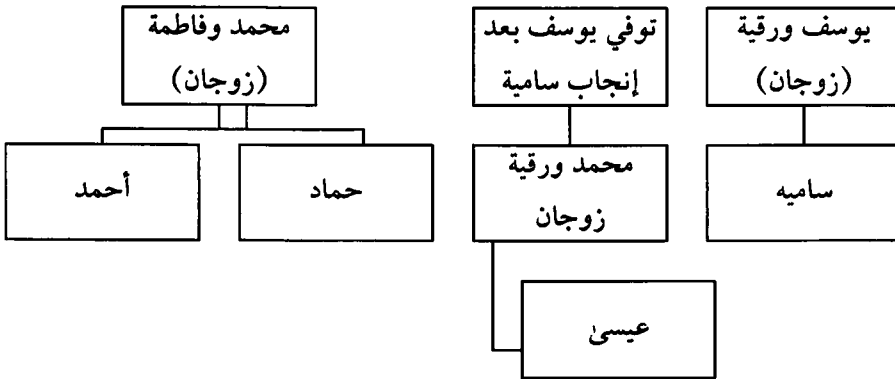 يوسف ورقية
(زوجان)
توفي يوسف بعد
إنجاب سامية
محمد وفاطمة
(زوجان)
ساميه
محمد ورقية
زوجان
حماد
أحمد
عيسىٰ